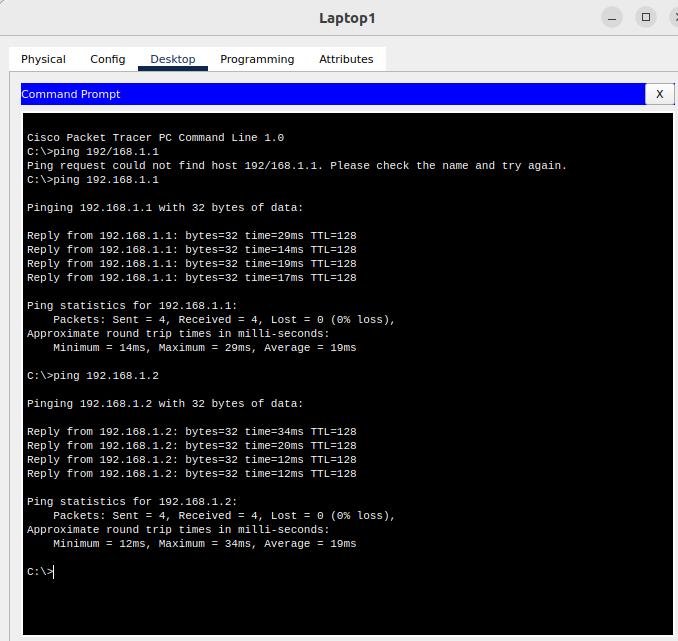 Laptop1
Physical Config Desktop Programming Attributes
Command Prompt X
Cisco Packet Tracer PC Command Line 1.0
C:\>ping 192/168.1.1
Ping request could not find host 192/168.1.1. Please check the name and try again.
C:\>ping 192.168.1.1
Pinging 192.168.1.1 with 32 bytes of data:
Reply from 192.168.1.1: bytes=32 time=29ms TTL=128
Reply from 192.168.1.1: bytes=32 time=14ms TTL=128
Reply from 192.168.1.1: bytes=32 time=19ms TTL=128
Reply from 192.168.1.1: bytes=32 time=17ms TTL=128
Ping statistics for 192.168.1.1:
    Packets: Sent = 4, Received = 4, Lost = 0 (0% loss),
Approximate round trip times in milli-seconds:
    Minimum = 14ms, Maximum = 29ms, Average = 19ms
C:\>ping 192.168.1.2
Pinging 192.168.1.2 with 32 bytes of data:
Reply from 192.168.1.2: bytes=32 time=34ms TTL=128
Reply from 192.168.1.2: bytes=32 time=20ms TTL=128
Reply from 192.168.1.2: bytes=32 time=12ms TTL=128
Reply from 192.168.1.2: bytes=32 time=12ms TTL=128
Ping statistics for 192.168.1.2:
    Packets: Sent = 4, Received = 4, Lost = 0 (0% loss),
Approximate round trip times in milli-seconds:
    Minimum = 12ms, Maximum = 34ms, Average = 19ms
C:\>